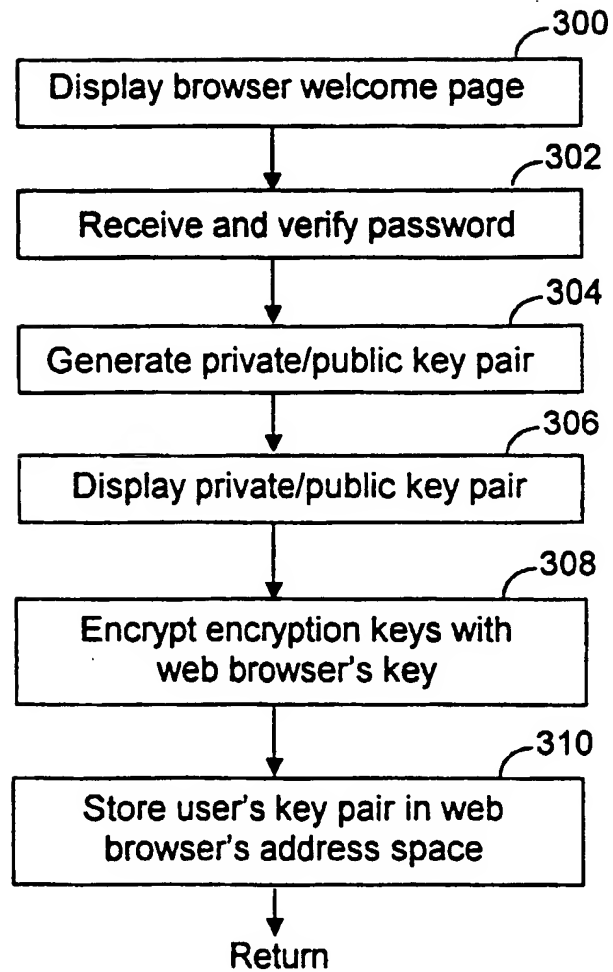 300
Display browser welcome page
302
Receive and verify password
304
Generate private/public key pair
306
Display private/public key pair
308
Encrypt encryption keys with
web browser's key
310
Store user's key pair in web
browser's address space
Return